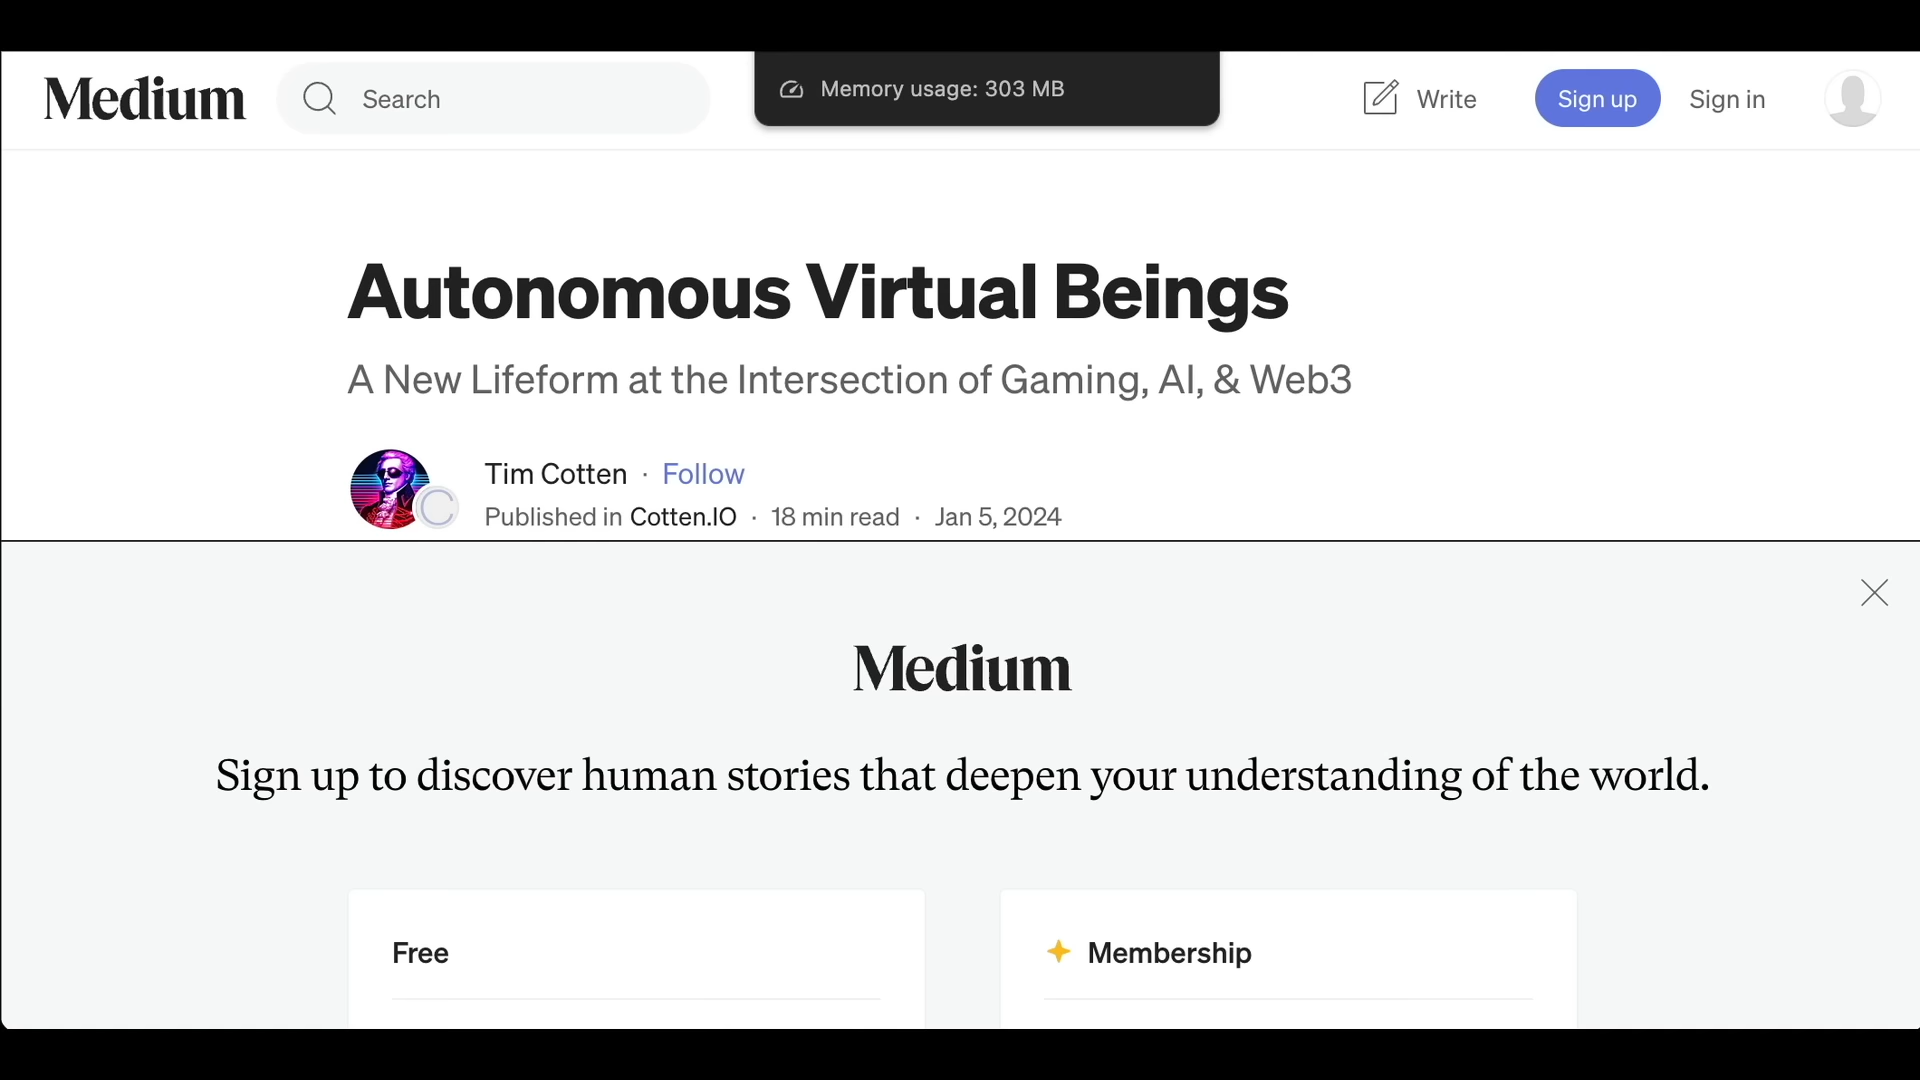 Medium
Search
Memory usage: 303 MB
Write
Sign up
Sign in
Autonomous Virtual Beings
A New Lifeform at the Intersection of Gaming, AI, & Web3
Tim Cotten · Follow
Published in Cotten.IO · 18 min read · Jan 5, 2024
Medium
Sign up to discover human stories that deepen your understanding of the world.
Free
Membership